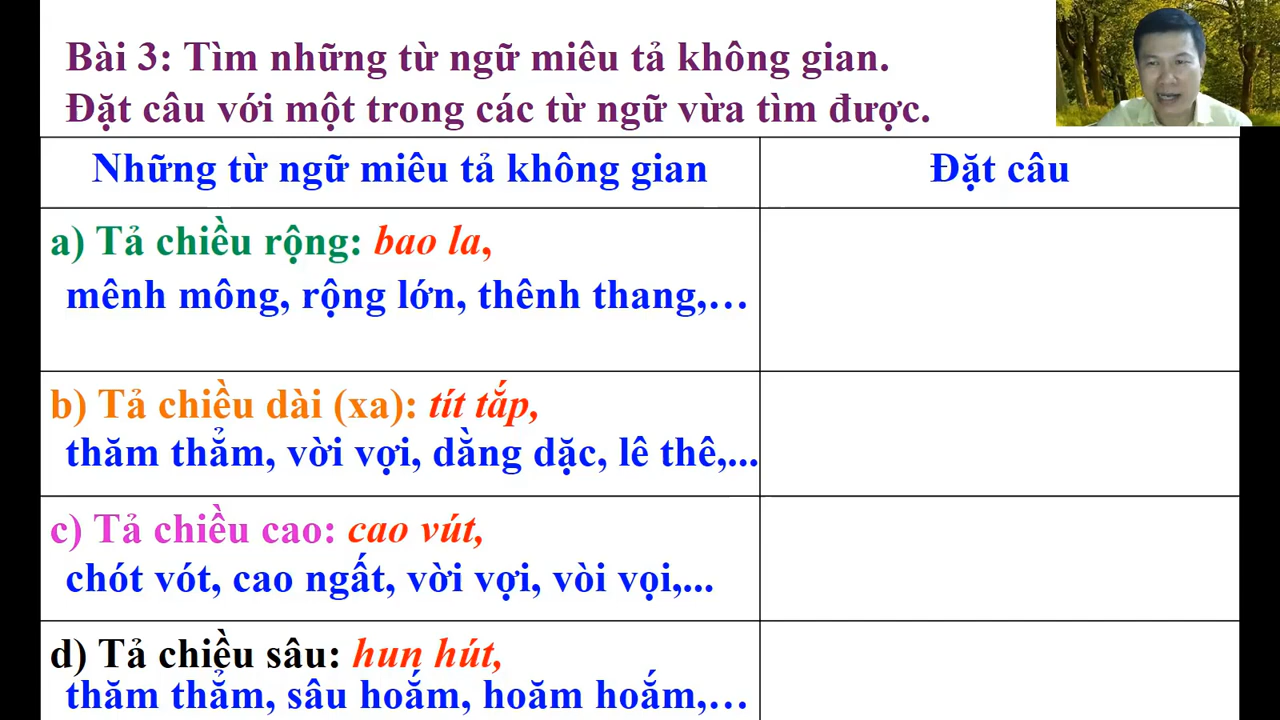 Bài 3: Tìm những từ ngữ miêu tả không gian.
Đặt câu với một trong các từ ngữ vừa tìm được.
Những từ ngữ miêu tả không gian
Đặt câu
a) Tả chiều rộng: bao la,
mênh mông, rộng lớn, thênh thang,...
b) Tả chiều dài (xa): tít tắp,
thăm thẳm, vời vợi, dằng dặc, lê thê,...
c) Tả chiều cao: cao vút,
chót vót, cao ngất, vời vợi, vòi vọi,...
d) Tả chiều sâu: hun hút,
thăm thẳm, sâu hoắm, hoăm hoắm,...